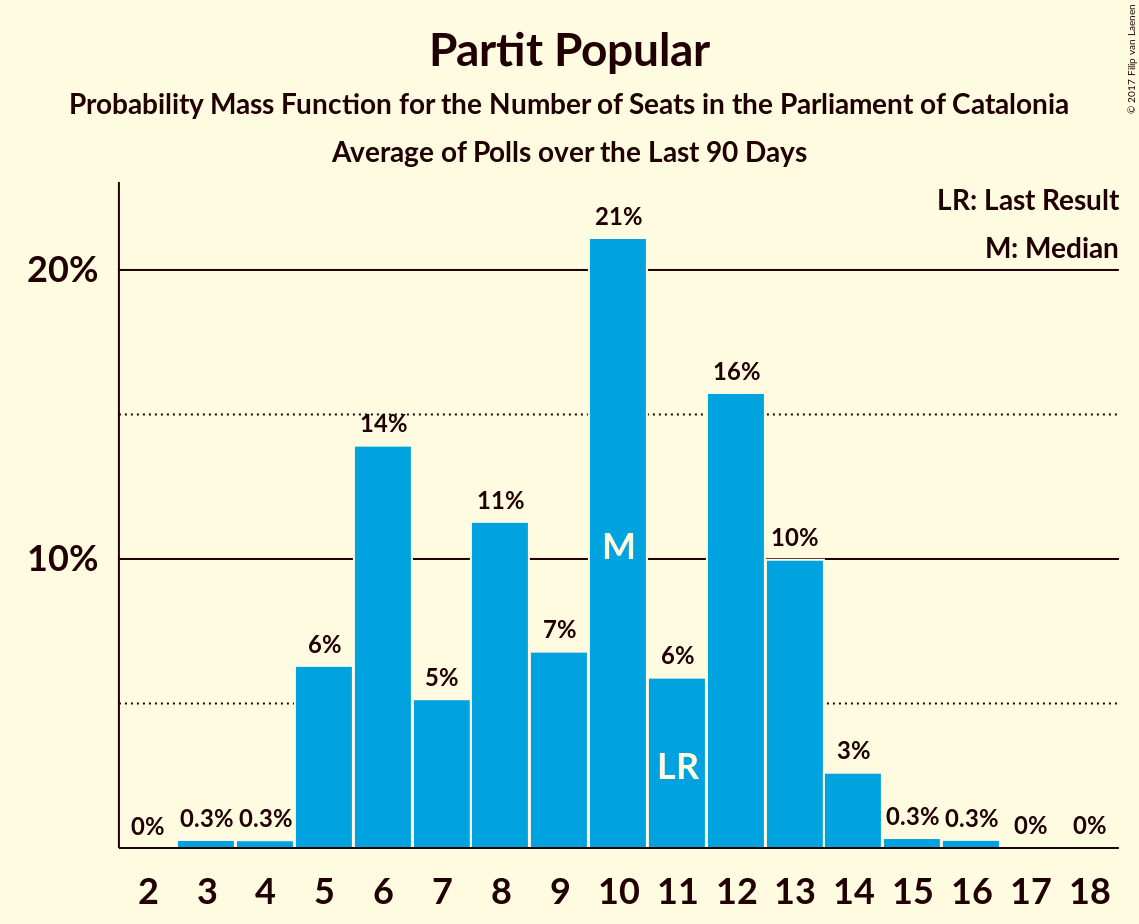 Partit Popular
Probability Mass Function for the Number of Seats in the Parliament of Catalonia
Average of Polls over the Last 90 Days
© 2017 Filip van Laenen
LR: Last Result
M: Median
20%
10%
0% 0.3% 0.3% 6% 14% 5% 11% 7% 21% 6% 16% 10% 3% 0.3% 0.3% 0% 0%
M
LR
2 3 4 5 6 7 8 9 10 11 12 13 14 15 16 17 18